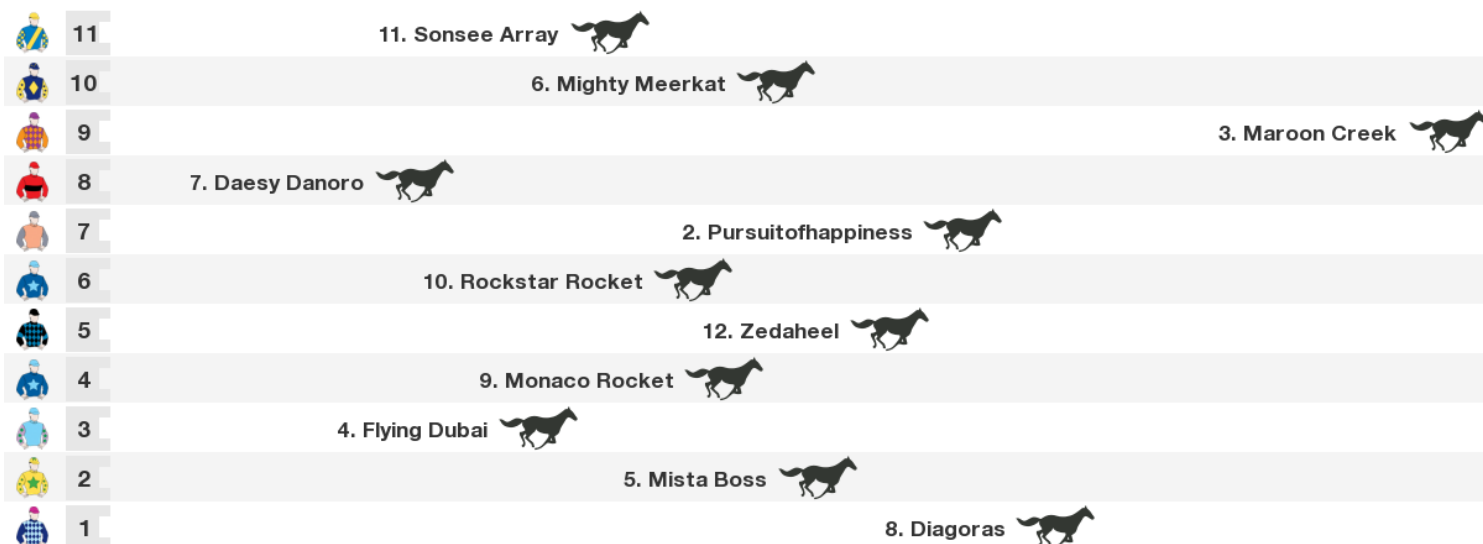 11 11. Sonsee Array
10 6. Mighty Meerkat
9 3. Maroon Creek
8 7. Daesy Danoro
7 2. Pursuitofhappiness
6 10. Rockstar Rocket
5 12. Zedaheel
4 9. Monaco Rocket
3 4. Flying Dubai
2 5. Mista Boss
1 8. Diagoras